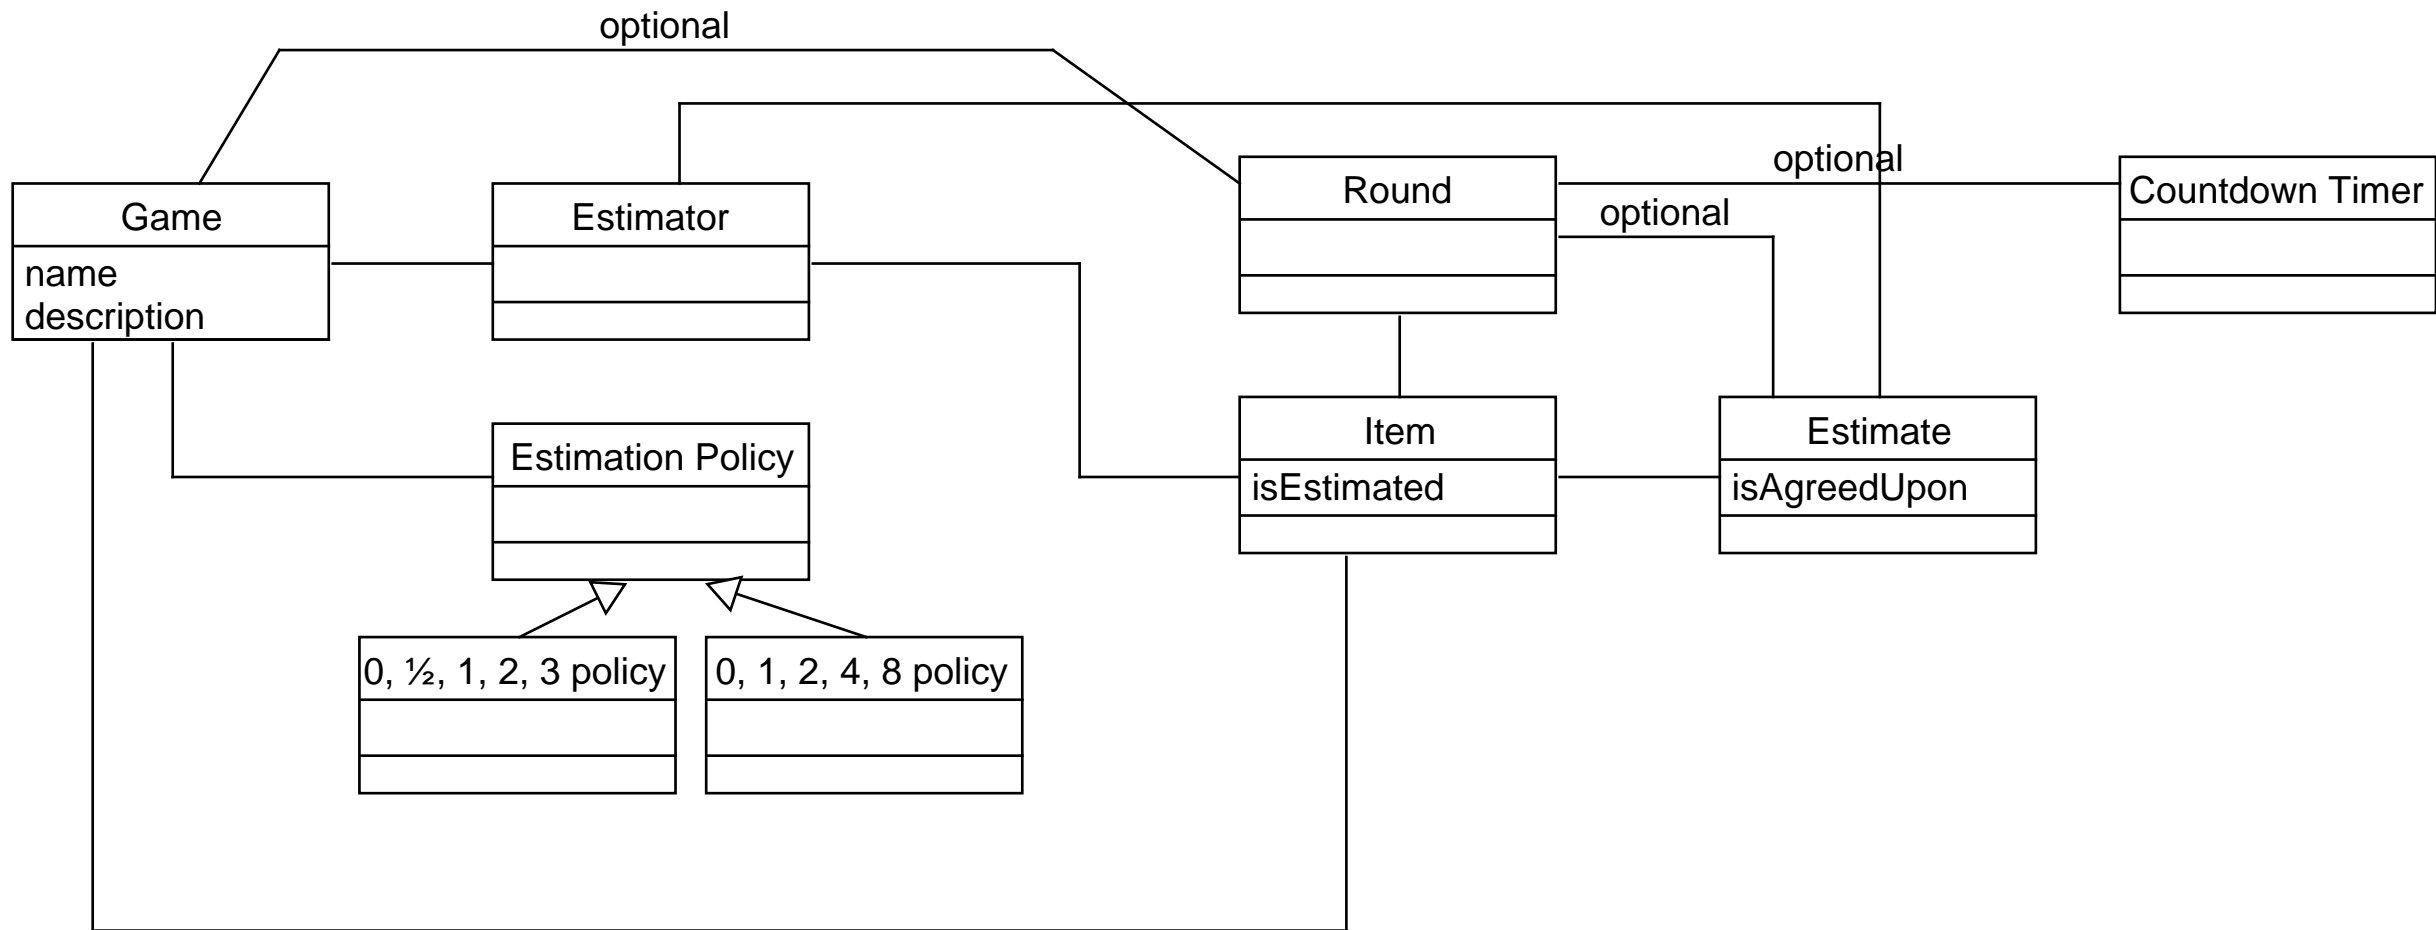 optional
optional
Round
Countdown Timer
Game
Estimator
optional
name
description
Item
Estimate
Estimation Policy
isEstimated
isAgreedUpon
0, ½, 1, 2, 3 policy
0, 1, 2, 4, 8 policy